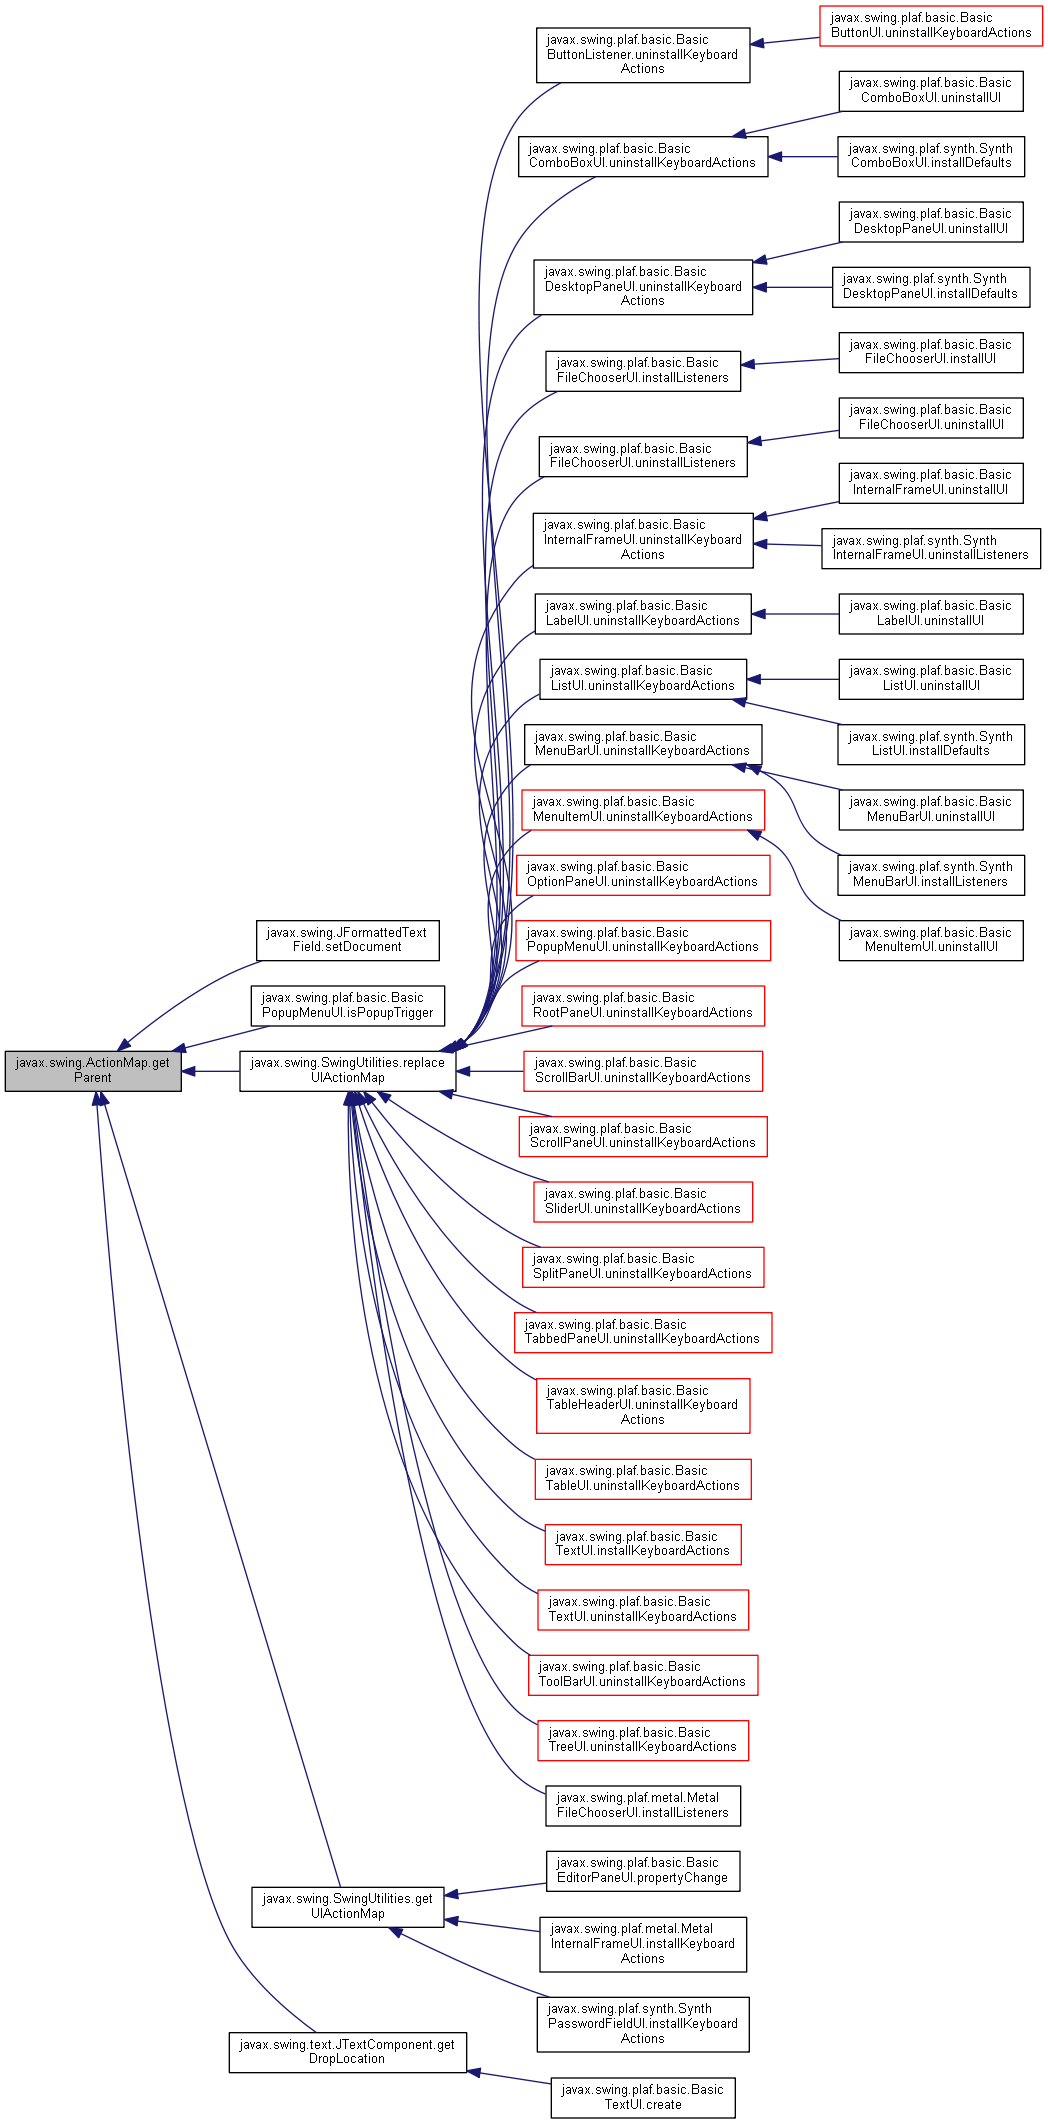 javax.swing.plaf.basic.Basic
ButtonUI.uninstallKeyboardActions
javax.swing.plaf.basic.Basic
ButtonListener.uninstallKeyboard
Actions
javax.swing.plaf.basic.Basic
ComboBoxUI.uninstallUI
javax.swing.plaf.basic.Basic
ComboBoxUI.uninstallKeyboardActions
javax.swing.plaf.synth.Synth
ComboBoxUI.installDefaults
javax.swing.plaf.basic.Basic
DesktopPaneUI.uninstallUI
javax.swing.plaf.basic.Basic
DesktopPaneUI.uninstallKeyboard
Actions
javax.swing.plaf.synth.Synth
DesktopPaneUI.installDefaults
javax.swing.plaf.basic.Basic
FileChooserUI.installUI
javax.swing.plaf.basic.Basic
FileChooserUI.installListeners
javax.swing.plaf.basic.Basic
FileChooserUI.uninstallUI
javax.swing.plaf.basic.Basic
FileChooserUI.uninstallListeners
javax.swing.plaf.basic.Basic
InternalFrameUI.uninstallUI
javax.swing.plaf.basic.Basic
InternalFrameUI.uninstallKeyboard
Actions
javax.swing.plaf.synth.Synth
InternalFrameUI.uninstallListeners
javax.swing.plaf.basic.Basic
LabelUI.uninstallKeyboardActions
javax.swing.plaf.basic.Basic
LabelUI.uninstallUI
javax.swing.plaf.basic.Basic
ListUI.uninstallKeyboardActions
javax.swing.plaf.basic.Basic
ListUI.uninstallUI
javax.swing.plaf.synth.Synth
ListUI.installDefaults
javax.swing.plaf.basic.Basic
MenuBarUI.uninstallKeyboardActions
javax.swing.plaf.basic.Basic
MenuBarUI.uninstallUI
javax.swing.plaf.basic.Basic
MenuItemUI.uninstallKeyboardActions
javax.swing.plaf.synth.Synth
MenuBarUI.installListeners
javax.swing.plaf.basic.Basic
OptionPaneUI.uninstallKeyboardActions
javax.swing.plaf.basic.Basic
MenuItemUI.uninstallUI
javax.swing.plaf.basic.Basic
PopupMenuUI.uninstallKeyboardActions
javax.swing.JFormattedText
Field.setDocument
javax.swing.plaf.basic.Basic
PopupMenuUI.isPopupTrigger
javax.swing.plaf.basic.Basic
RootPaneUI.uninstallKeyboardActions
javax.swing.ActionMap.get
Parent
javax.swing.SwingUtilities.replace
UIActionMap
javax.swing.plaf.basic.Basic
ScrollBarUI.uninstallKeyboardActions
javax.swing.plaf.basic.Basic
ScrollPaneUI.uninstallKeyboardActions
javax.swing.plaf.basic.Basic
SliderUI.uninstallKeyboardActions
javax.swing.plaf.basic.Basic
SplitPaneUI.uninstallKeyboardActions
javax.swing.plaf.basic.Basic
TabbedPaneUI.uninstallKeyboardActions
javax.swing.plaf.basic.Basic
TableHeaderUI.uninstallKeyboard
Actions
javax.swing.plaf.basic.Basic
TableUI.uninstallKeyboardActions
javax.swing.plaf.basic.Basic
TextUI.installKeyboardActions
javax.swing.plaf.basic.Basic
TextUI.uninstallKeyboardActions
javax.swing.plaf.basic.Basic
ToolBarUI.uninstallKeyboardActions
javax.swing.plaf.basic.Basic
TreeUI.uninstallKeyboardActions
javax.swing.plaf.metal.Metal
FileChooserUI.installListeners
javax.swing.plaf.basic.Basic
EditorPaneUI.propertyChange
javax.swing.SwingUtilities.get
UIActionMap
javax.swing.plaf.metal.Metal
InternalFrameUI.installKeyboard
Actions
javax.swing.plaf.synth.Synth
PasswordFieldUI.installKeyboard
Actions
javax.swing.text.JTextComponent.get
DropLocation
javax.swing.plaf.basic.Basic
TextUI.create